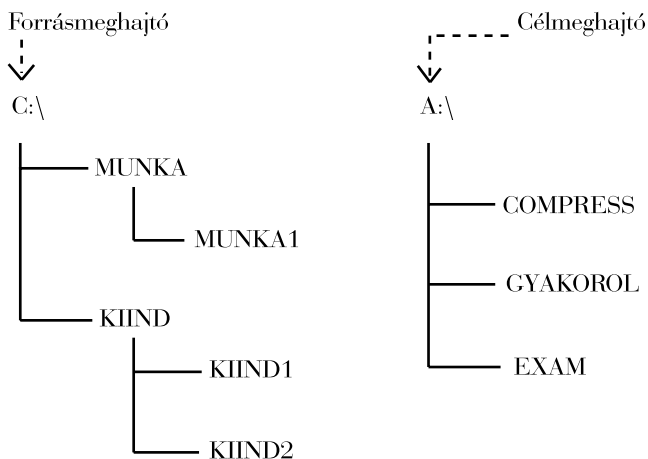 Forrásmeghajtó
Célmeghajtó
C:\
A:\
MUNKA
COMPRESS
MUNKA1
GYAKOROL
KIIND
EXAM
KIIND1
KIIND2